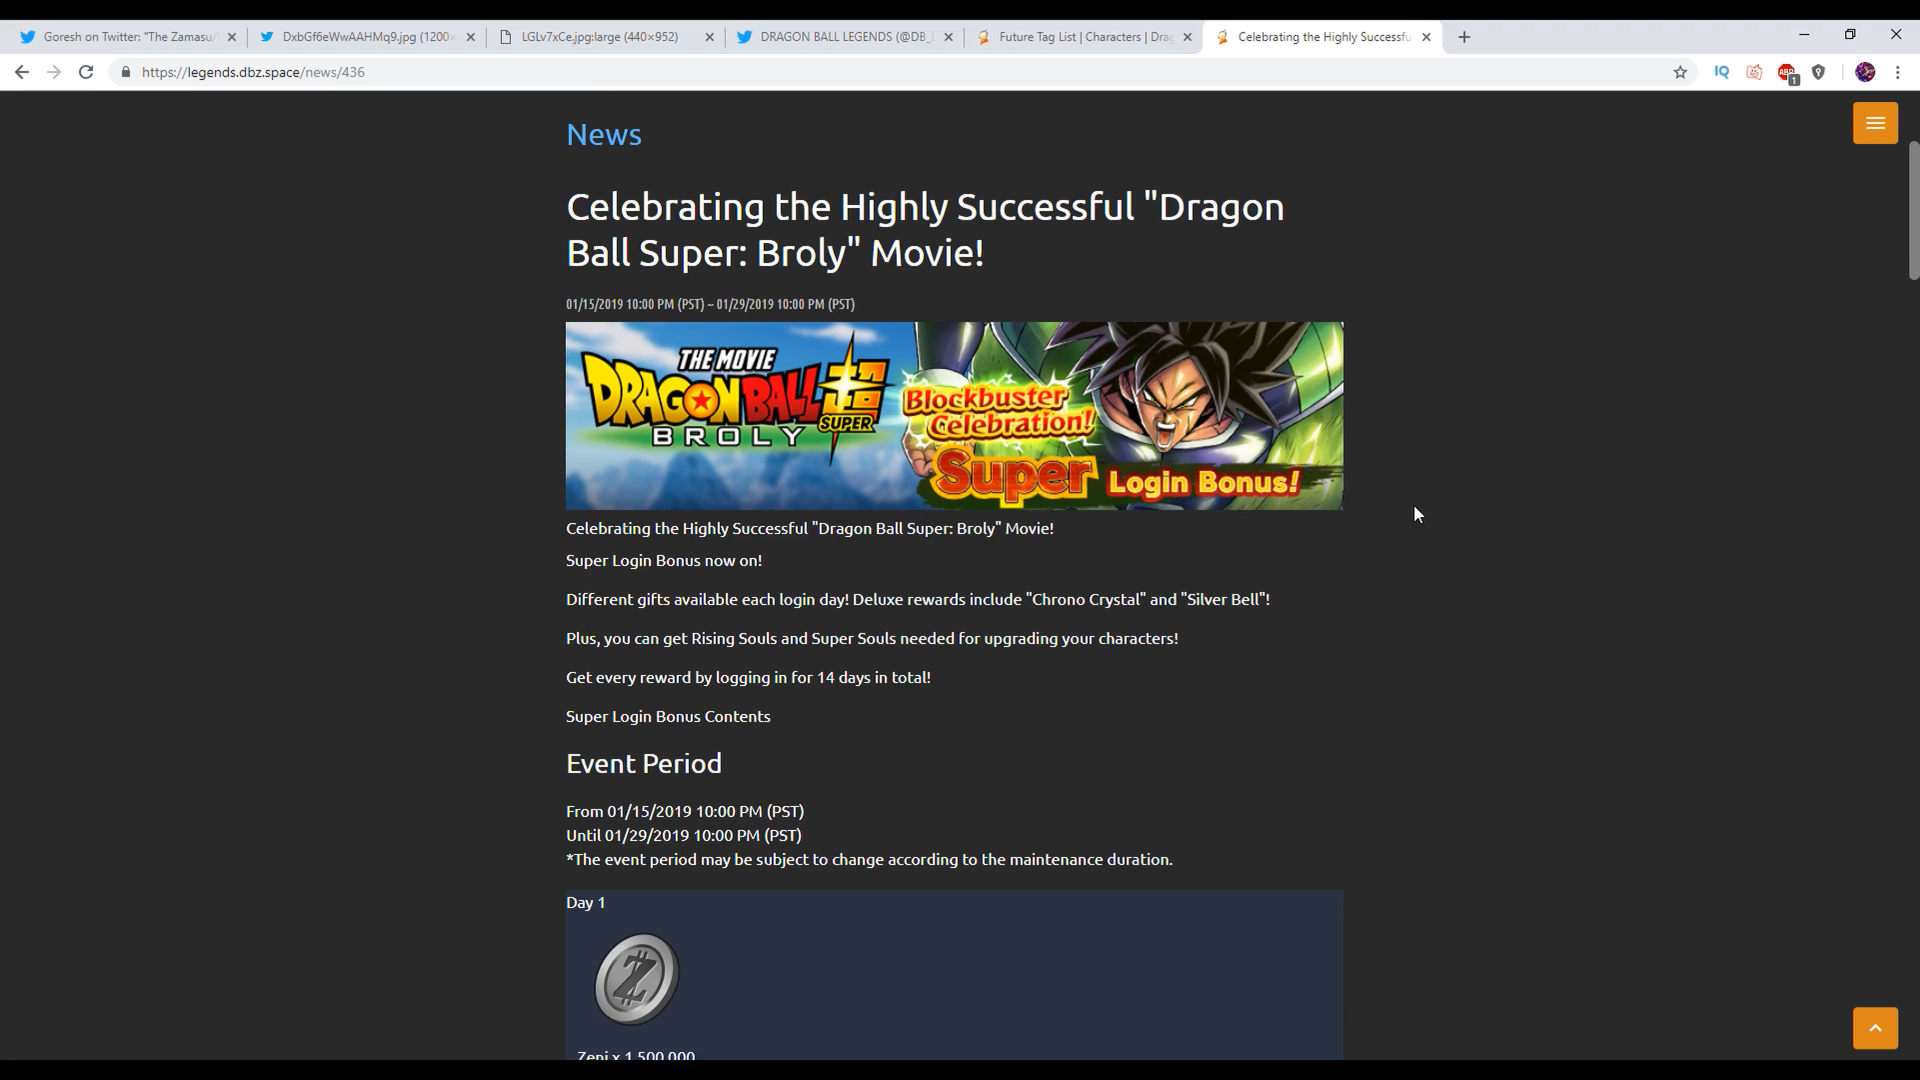 Goresh on Twitter: "The Zamasu/
DxbGf6eWwAAHMq9.jpg (1200×
LGLv7xCe.jpg:large (440×952)
DRAGON BALL LEGENDS (@DB_L
Future Tag List | Characters | Drag
Celebrating the Highly Successfu
https://legends.dbz.space/news/436
IQ
ABP
1
News
Celebrating the Highly Successful "Dragon
Ball Super: Broly" Movie!
01/15/2019 10:00 PM (PST) ~ 01/29/2019 10:00 PM (PST)
THE MOVIE
DRAGON BALL 超
SUPER
BROLY
Blockbuster
Celebration!
Super Login Bonus!
Celebrating the Highly Successful "Dragon Ball Super: Broly" Movie!
Super Login Bonus now on!
Different gifts available each login day! Deluxe rewards include "Chrono Crystal" and "Silver Bell"!
Plus, you can get Rising Souls and Super Souls needed for upgrading your characters!
Get every reward by logging in for 14 days in total!
Super Login Bonus Contents
Event Period
From 01/15/2019 10:00 PM (PST)
Until 01/29/2019 10:00 PM (PST)
*The event period may be subject to change according to the maintenance duration.
Day 1
Z
Zeni x 1,500,000